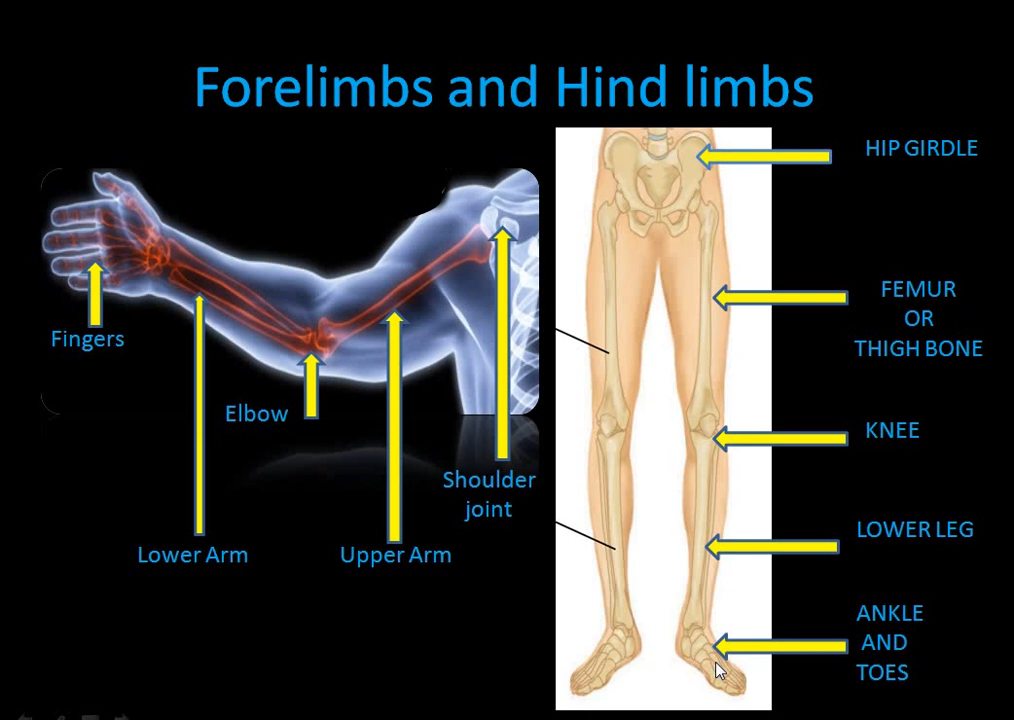 Forelimbs and Hind limbs
HIP GIRDLE
FEMUR
OR
THIGH BONE
KNEE
LOWER LEG
ANKLE
AND
TOES
Fingers
Elbow
Shoulder
joint
Lower Arm
Upper Arm